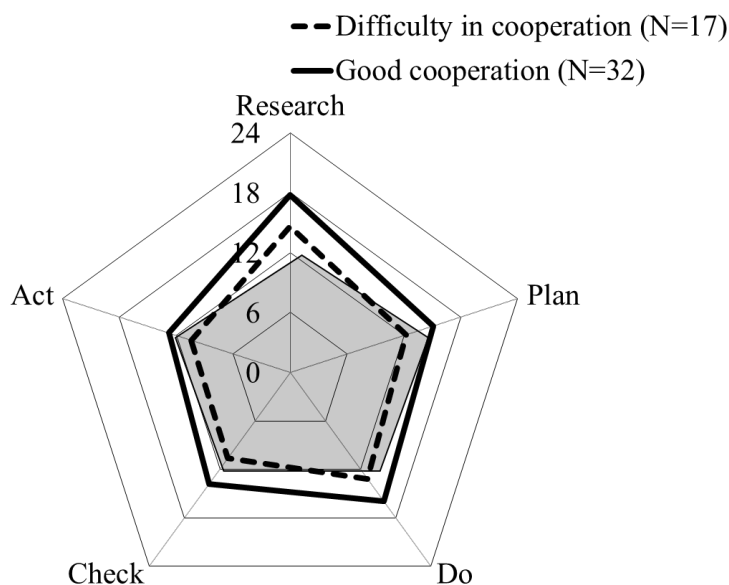 Difficulty in cooperation (N=17)
Good cooperation (N=32)
Research
24
18
12
Act
Plan
6
0
Check
Do